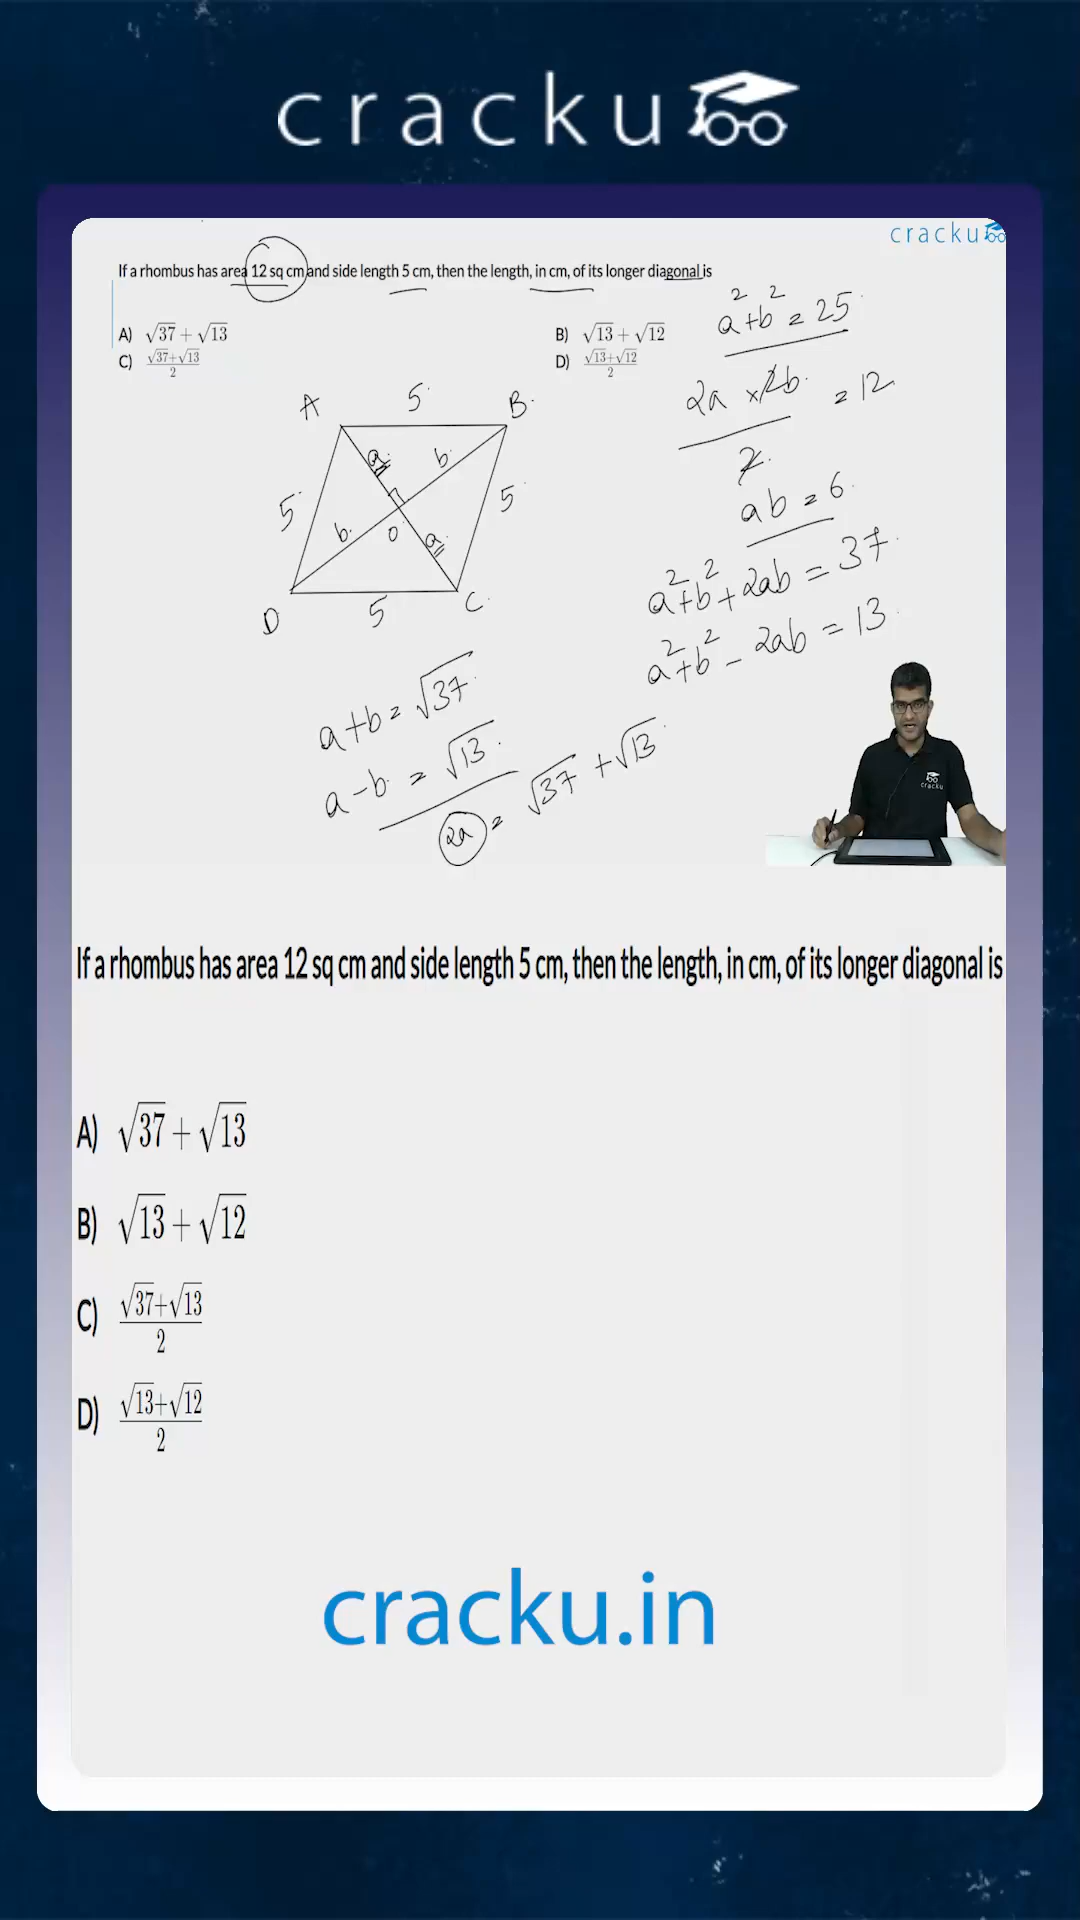 cracku
cracku
If a rhombus has area 12 sq cm and side length 5 cm, then the length, in cm, of its longer diagonal is
A) √37 + √13
B) √13 + √12
C) (√37+√13)/2
D) (√13+√12)/2
a² + b² = 25
2a × 2b / 2 = 12
ab = 6
a² + b² + 2ab = 37
a² + b² - 2ab = 13
A 5 B
a b
5 5
b O a
D 5 C
a + b = √37
a - b = √13
2a = √37 + √13
cracku
If a rhombus has area 12 sq cm and side length 5 cm, then the length, in cm, of its longer diagonal is
A) √37 + √13
B) √13 + √12
C) (√37+√13)/2
D) (√13+√12)/2
cracku.in